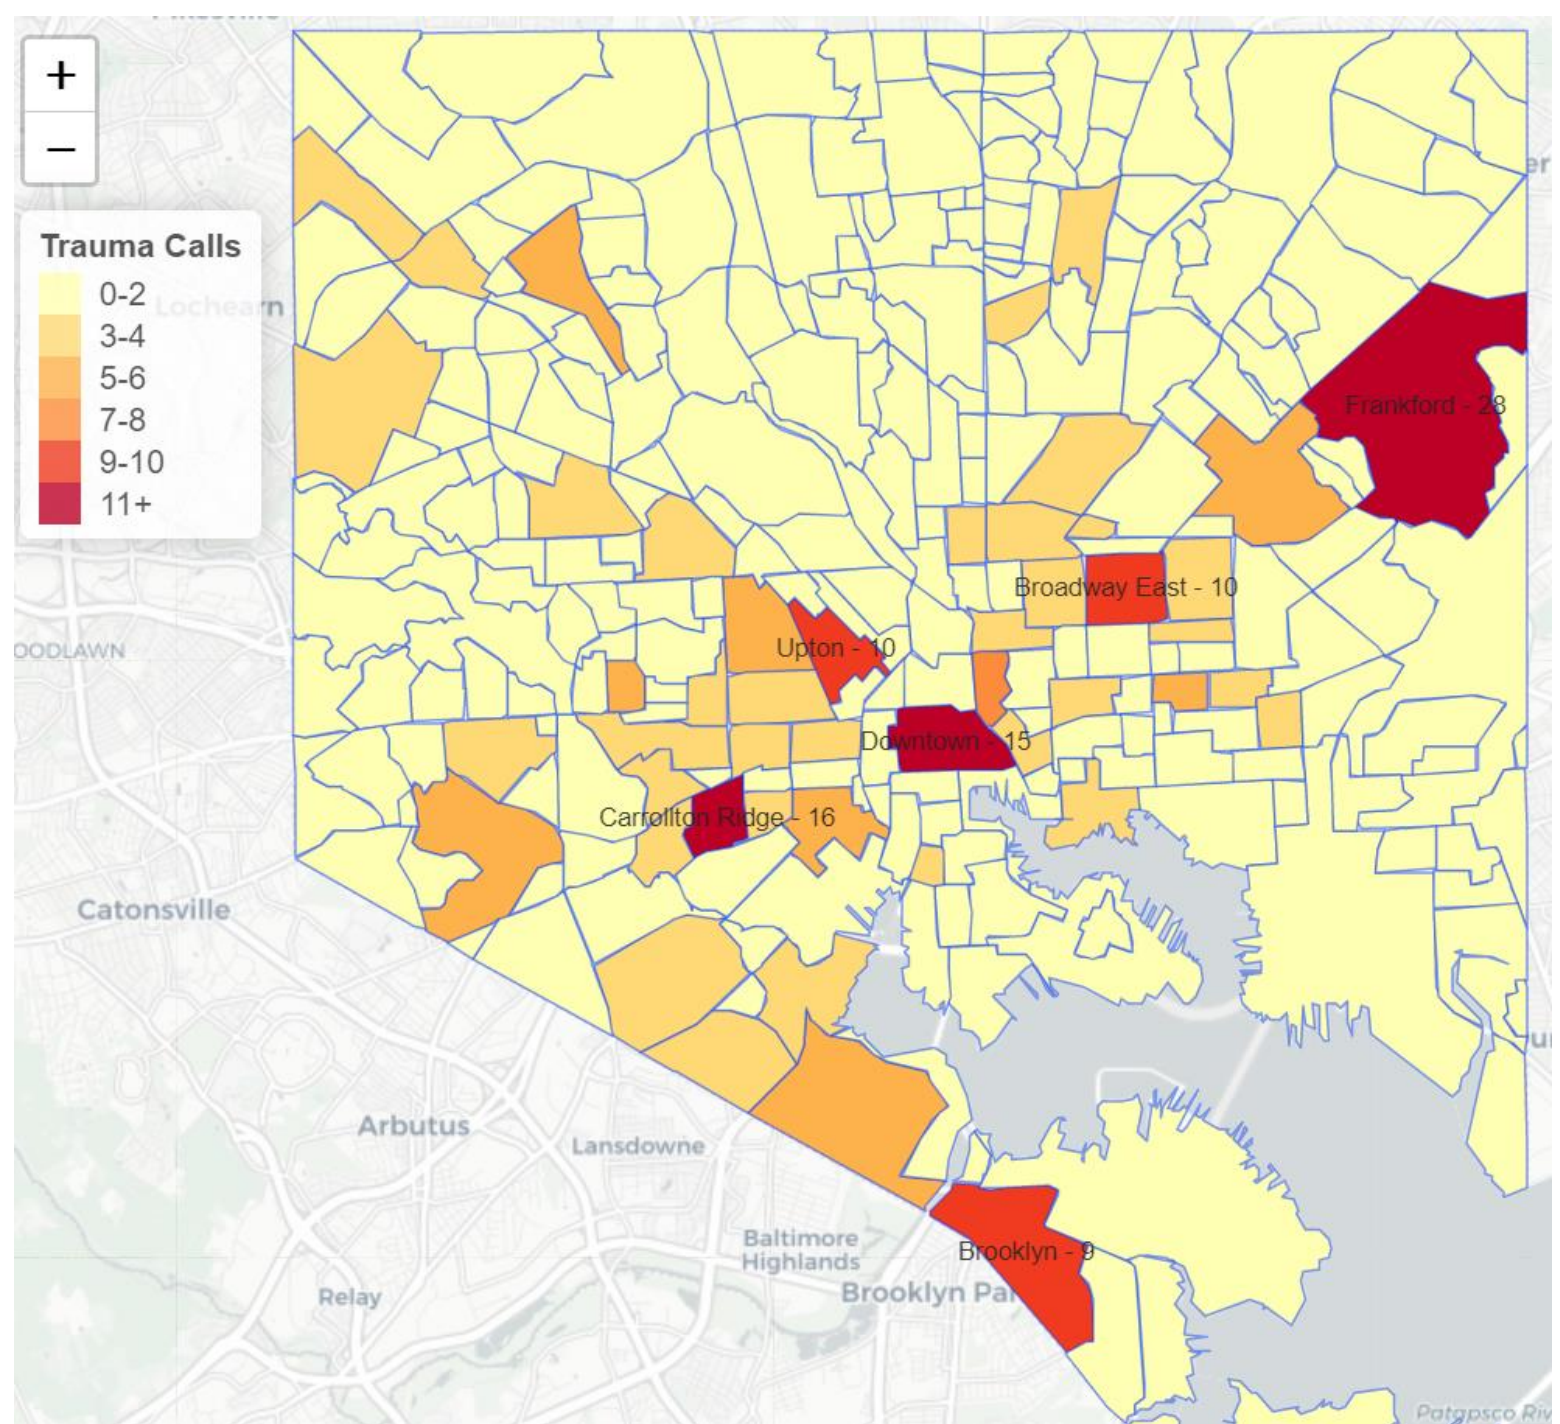 +
−
Trauma Calls
0-2
3-4
5-6
7-8
9-10
11+
Lochearn
Frankford - 28
Broadway East - 10
Upton - 10
OODLAWN
Downtown - 15
Carrollton Ridge - 16
Catonsville
Arbutus
Lansdowne
Baltimore
Highlands
Brooklyn - 9
Brooklyn Par
Relay
Patapsco Riv